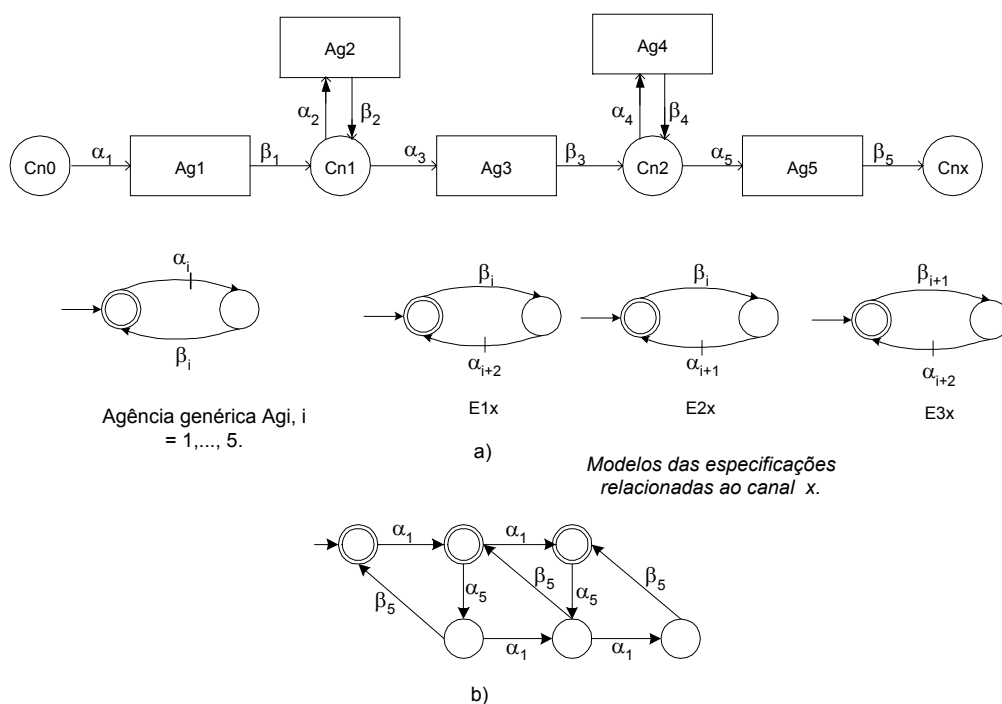 Ag2
Ag4
α2
β2
α4
β4
Cn0
α1
Ag1
β1
Cn1
α3
Ag3
β3
Cn2
α5
Ag5
β5
Cnx
αi
βi
βi
αi+2
βi
αi+1
βi+1
αi+2
E1x
E2x
E3x
Agência genérica Agi, i
= 1,..., 5.
a)
Modelos das especificações
relacionadas ao canal x.
α1
α1
β5
α5
β5
α5
β5
α1
α1
b)